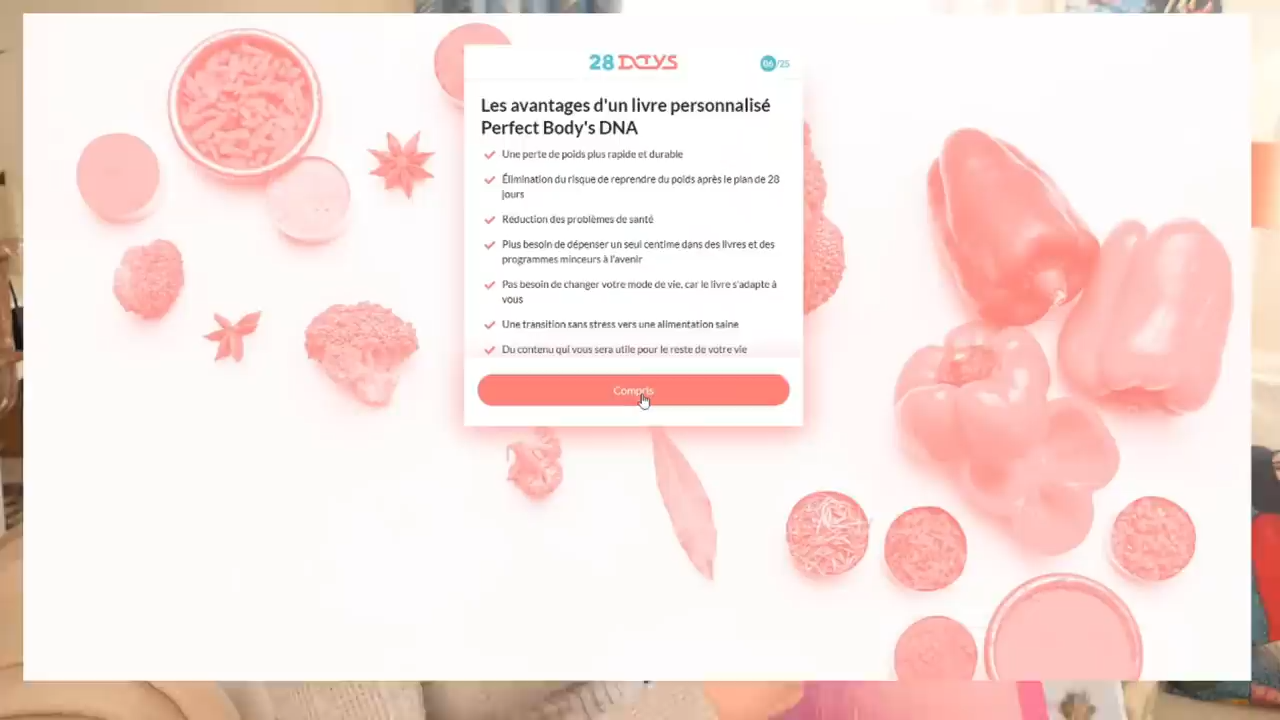 28 DAYS
06/25
Les avantages d'un livre personnalisé
Perfect Body's DNA
Une perte de poids plus rapide et durable
Élimination du risque de reprendre du poids après le plan de 28
jours
Réduction des problèmes de santé
Plus besoin de dépenser un seul centime dans des livres et des
programmes minceurs à l'avenir
Pas besoin de changer votre mode de vie, car le livre s'adapte à
vous
Une transition sans stress vers une alimentation saine
Du contenu qui vous sera utile pour le reste de votre vie
Compris